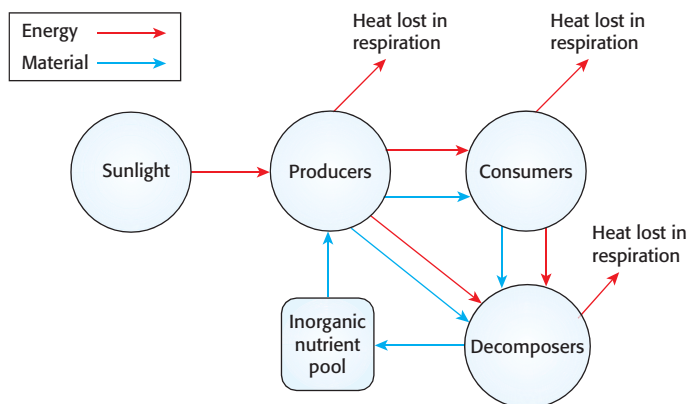 Energy
Material
Heat lost in
respiration
Heat lost in
respiration
Sunlight
Producers
Consumers
Heat lost in
respiration
Inorganic
nutrient
pool
Decomposers